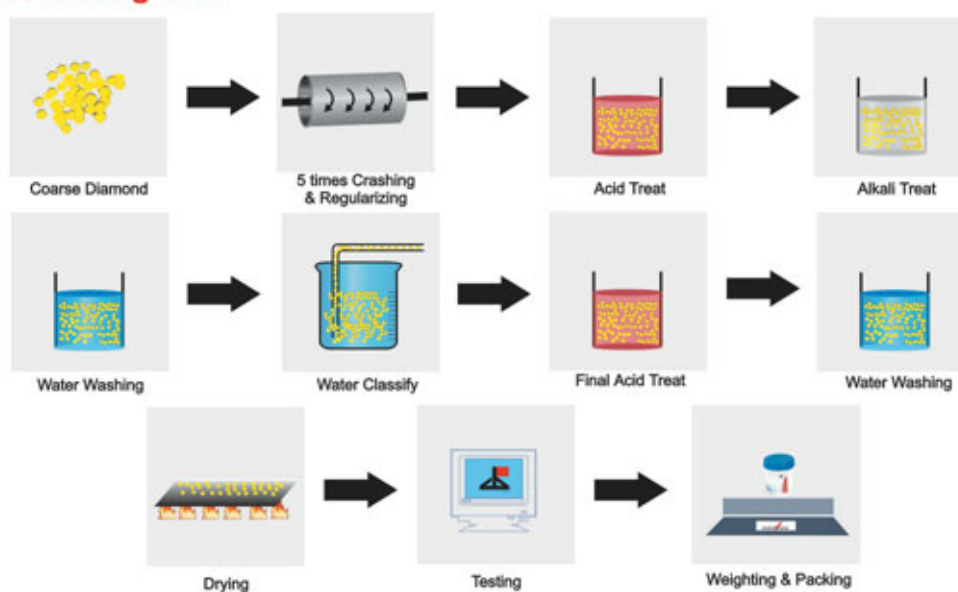 Coarse Diamond
5 times Crashing
& Regularizing
Acid Treat
Alkali Treat
Water Washing
Water Classify
Final Acid Treat
Water Washing
Drying
Testing
Weighting & Packing